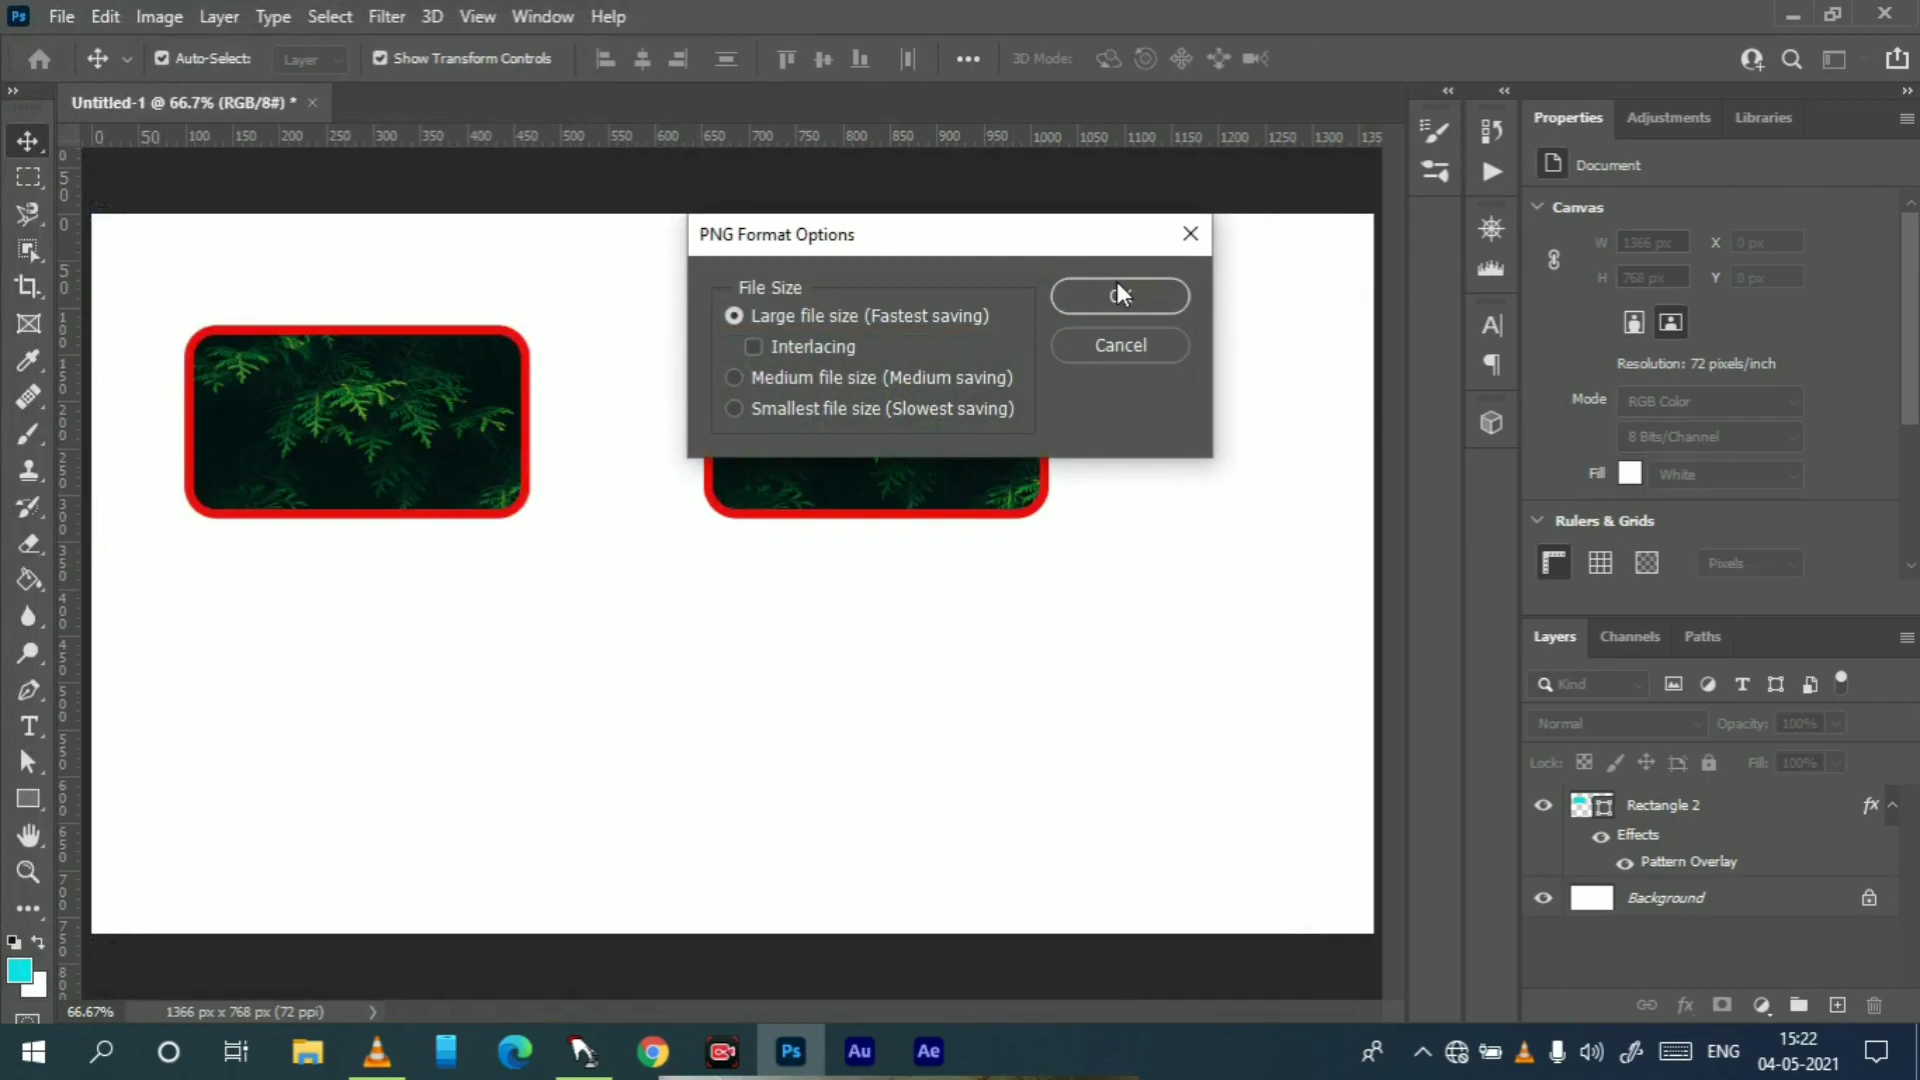 Ps File Edit Image Layer Type Select Filter 3D View Window Help
Auto-Select: Layer Show Transform Controls 3D Mode:
Untitled-1 @ 66.7% (RGB/8#) *
0 50 100 150 200 250 300 350 400 450 500 550 600 650 700 750 800 850 900 950 1000 1050 1100 1150 1200 1250 1300 135
Properties Adjustments Libraries
Document
Canvas
W 1366 px X 0 px
H 768 px Y 0 px
Resolution: 72 pixels/inch
Mode RGB Color
8 Bits/Channel
Fill White
Rulers & Grids
Pixels
PNG Format Options
File Size
Large file size (Fastest saving)
Interlacing
Medium file size (Medium saving)
Smallest file size (Slowest saving)
Cancel
Layers Channels Paths
Kind
Normal Opacity: 100%
Lock: Fill: 100%
Rectangle 2 fx
Effects
Pattern Overlay
Background
66.67% 1366 px x 768 px (72 ppi)
Ps Au Ae ENG 15:22
04-05-2021